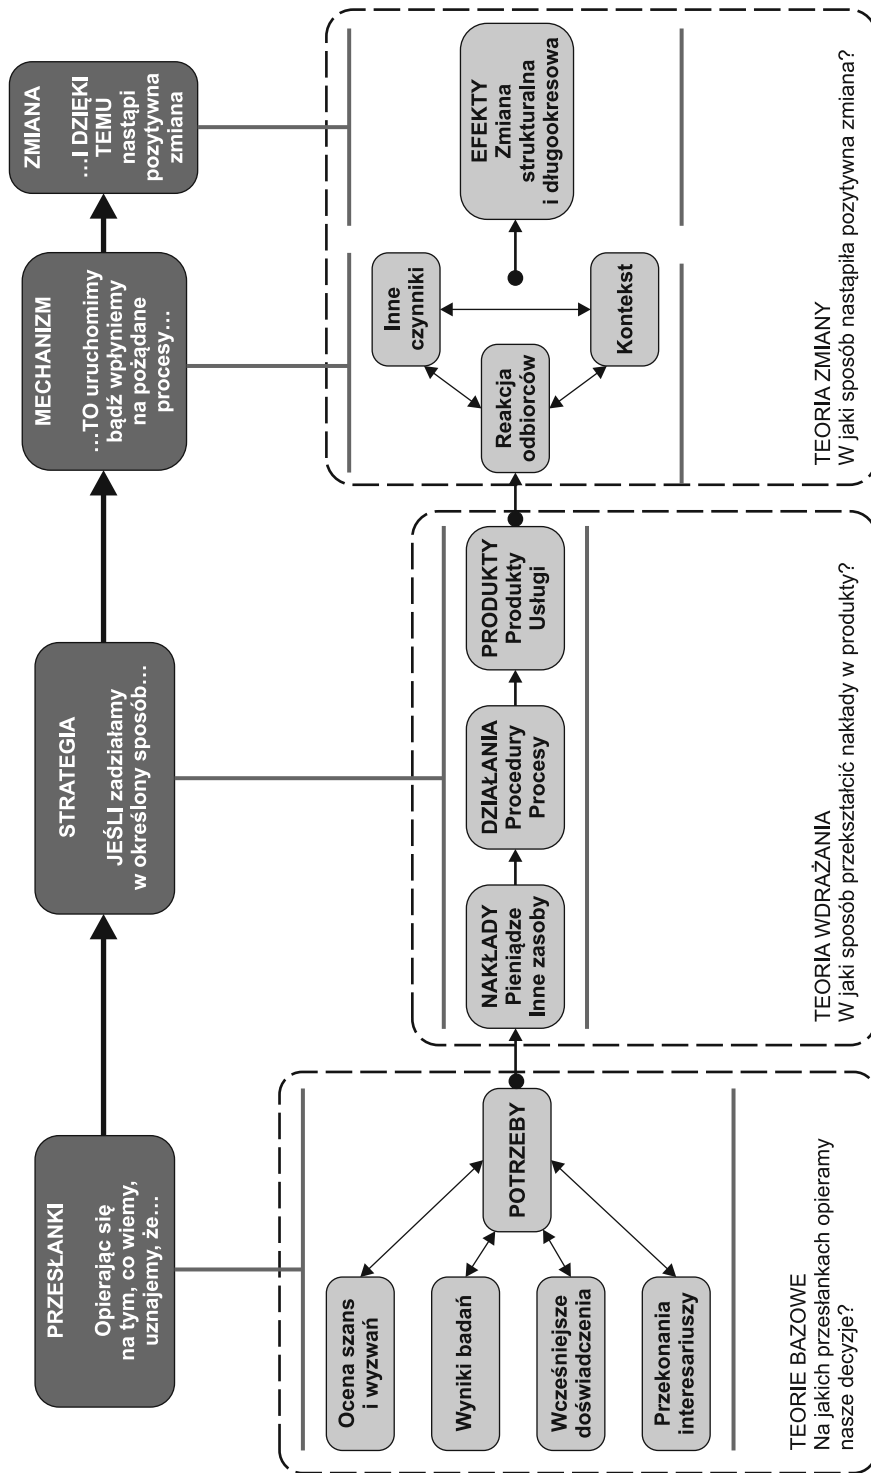 PRZESŁANKI
Opierając się
na tym, co wiemy,
uznajemy, że…
STRATEGIA
JEŚLI zadziałamy
w określony sposób…
MECHANIZM
…TO uruchomimy
bądź wpłyniemy
na pożądane
procesy…
ZMIANA
…I DZIĘKI
TEMU
nastąpi
pozytywna
zmiana
Ocena szans
i wyzwań
Wyniki badań
Wcześniejsze
doświadczenia
Przekonania
interesariuszy
POTRZEBY
TEORIE BAZOWE
Na jakich przesłankach opieramy
nasze decyzje?
NAKŁADY
Pieniądze
Inne zasoby
DZIAŁANIA
Procedury
Procesy
PRODUKTY
Produkty
Usługi
TEORIA WDRAŻANIA
W jaki sposób przekształcić nakłady w produkty?
Reakcja
odbiorców
Inne
czynniki
Kontekst
EFEKTY
Zmiana
strukturalna
i długookresowa
TEORIA ZMIANY
W jaki sposób nastąpiła pozytywna zmiana?